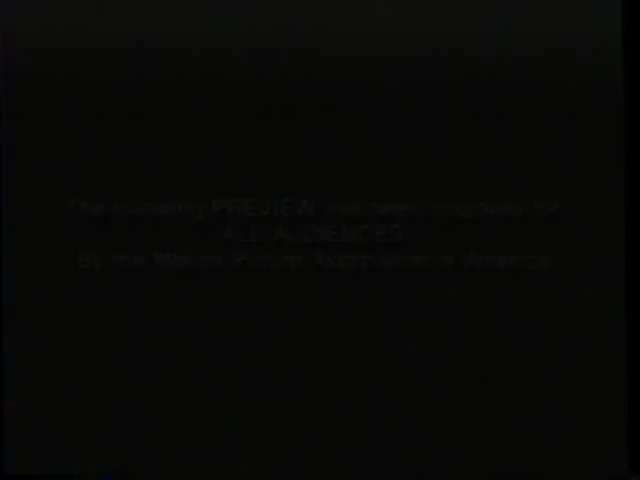 The following PREVIEW has been approved for
ALL AUDIENCES
By the Motion Picture Association of America